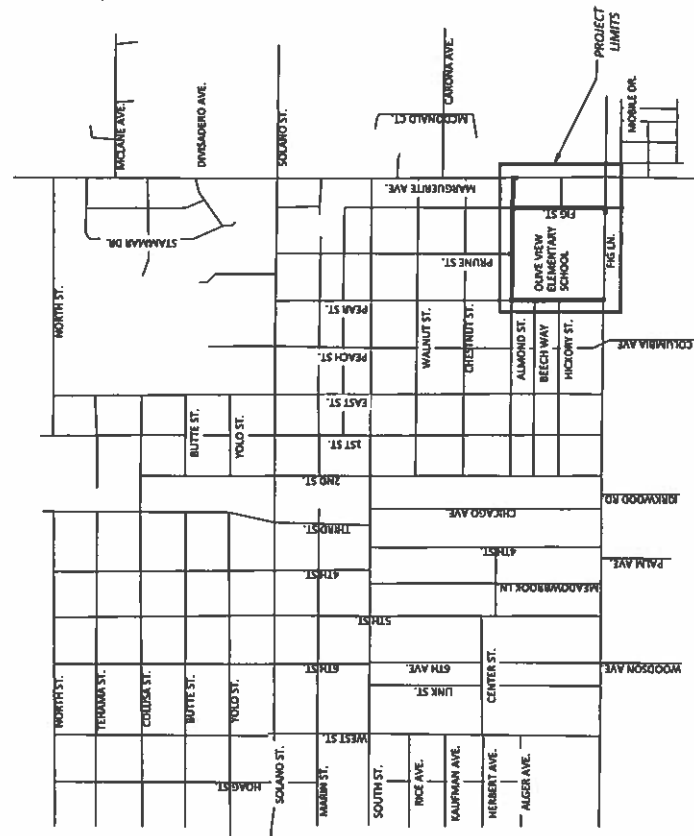 MCLANE AVE.
DIVISADERO AVE.
SOLANO ST.
CARONA AVE.
MCDONALD CT.
PROJECT
LIMITS
MOBILE DR.
MARGUERITE AVE.
STAMMAR DR.
FIG ST.
OLIVE VIEW
ELEMENTARY
SCHOOL
FIG LN.
PRUNE ST.
NORTH ST.
PEAR ST.
PEACH ST.
WALNUT ST.
CHESTNUT ST.
ALMOND ST.
BEECH WAY
HICKORY ST.
COLUMBIA AVE
EAST ST.
BUTTE ST.
YOLO ST.
1ST ST.
2ND ST.
THIRD ST.
CHICAGO AVE
KIRKWOOD RD.
4TH ST.
4TH ST.
PALM AVE.
MEADOWBROOK LN.
5TH ST.
6TH ST.
6TH AVE.
CENTER ST.
WOODSON AVE
LINK ST.
NORTH ST.
TEHAMA ST.
COLUSA ST.
BUTTE ST.
YOLO ST.
WEST ST.
HOAG ST.
SOLANO ST.
MARIN ST.
SOUTH ST.
RICE AVE.
KAUFMAN AVE.
HERBERT AVE.
ALGER AVE.